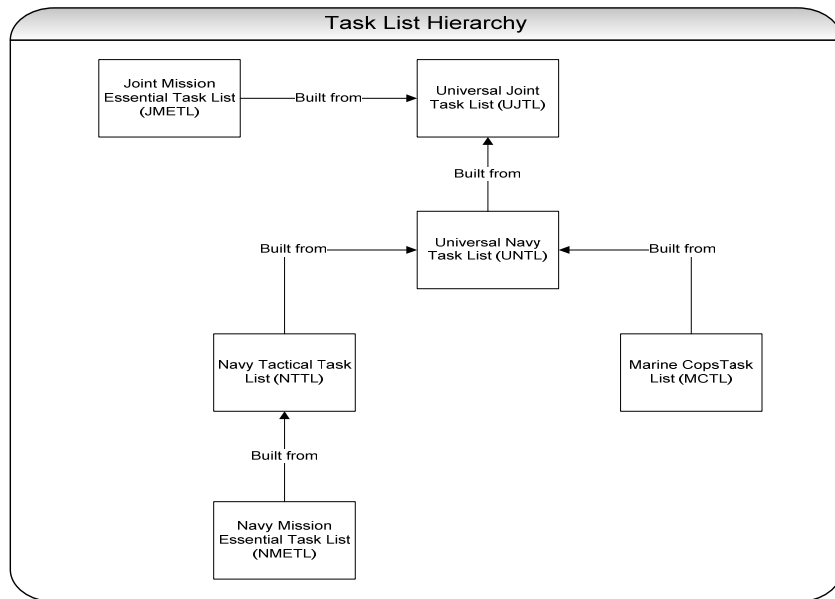 Task List Hierarchy
Joint Mission
Essential Task List
(JMETL)
Built from
Universal Joint
Task List (UJTL)
Built from
Universal Navy
Task List (UNTL)
Built from
Built from
Navy Tactical Task
List (NTTL)
Marine CopsTask
List (MCTL)
Built from
Navy Mission
Essential Task List
(NMETL)